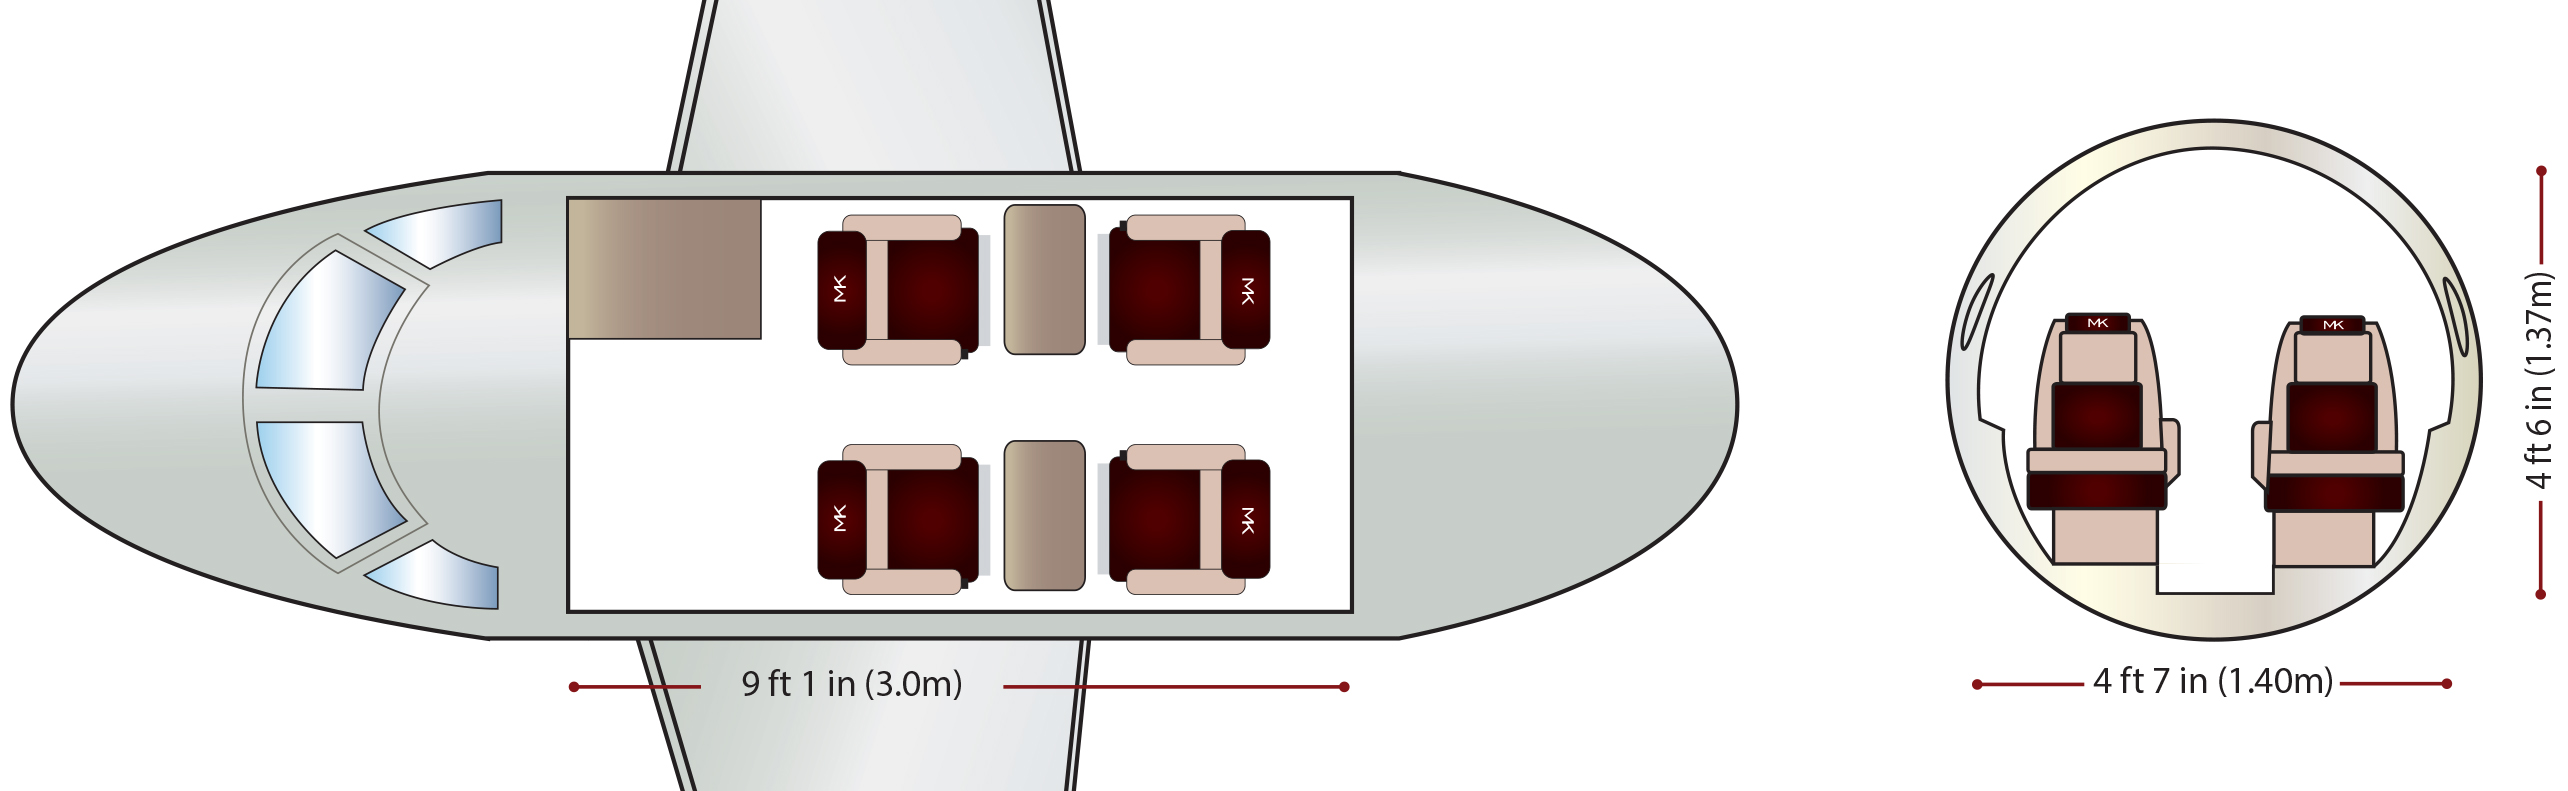 MK
MK
MK
MK
9 ft 1 in (3.0m)
MK
MK
4 ft 6 in (1.37m)
4 ft 7 in (1.40m)